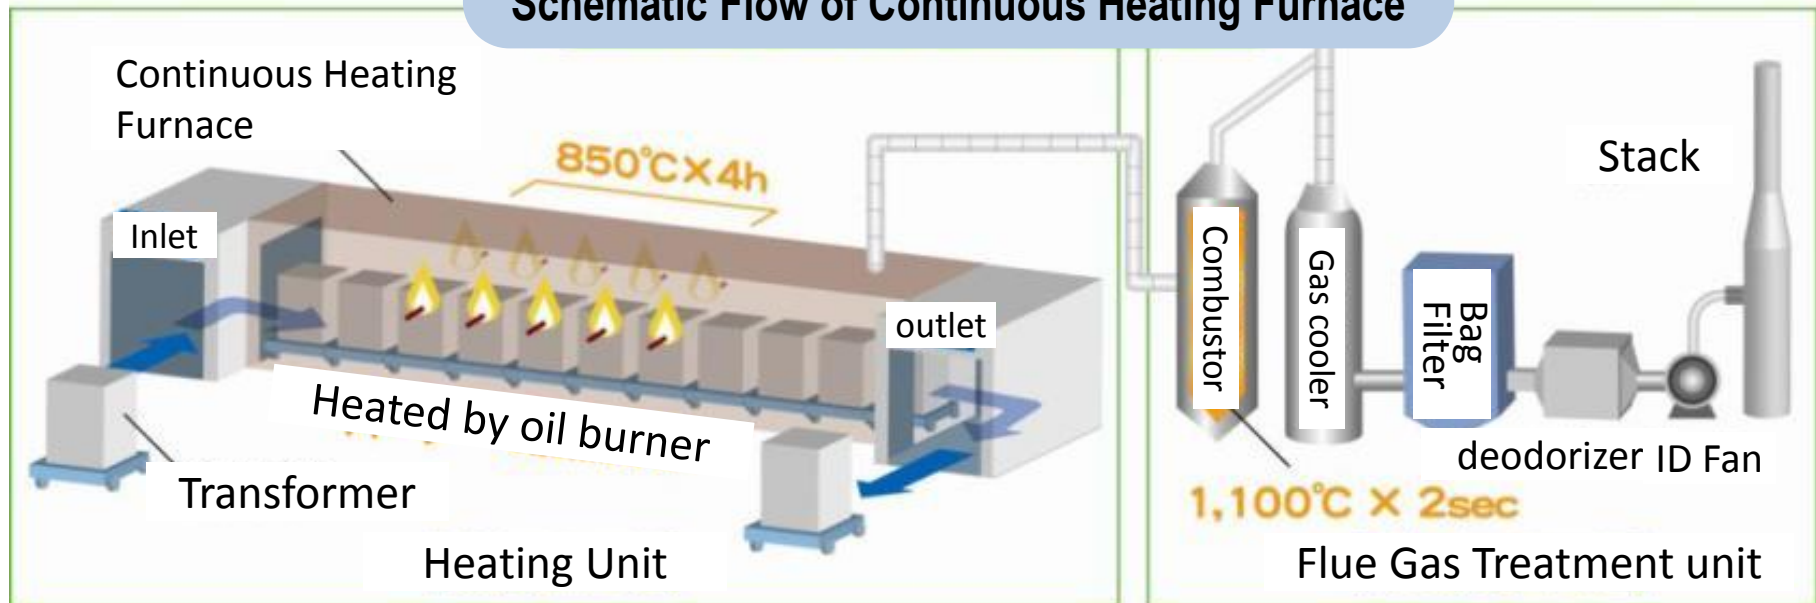 Schematic Flow of Continuous Heating Furnace
Continuous Heating
Furnace
850℃×4h
Inlet
outlet
Heated by oil burner
Transformer
Heating Unit
Combustor
Gas cooler
Bag
Filter
Stack
deodorizer ID Fan
1,100℃ × 2sec
Flue Gas Treatment unit